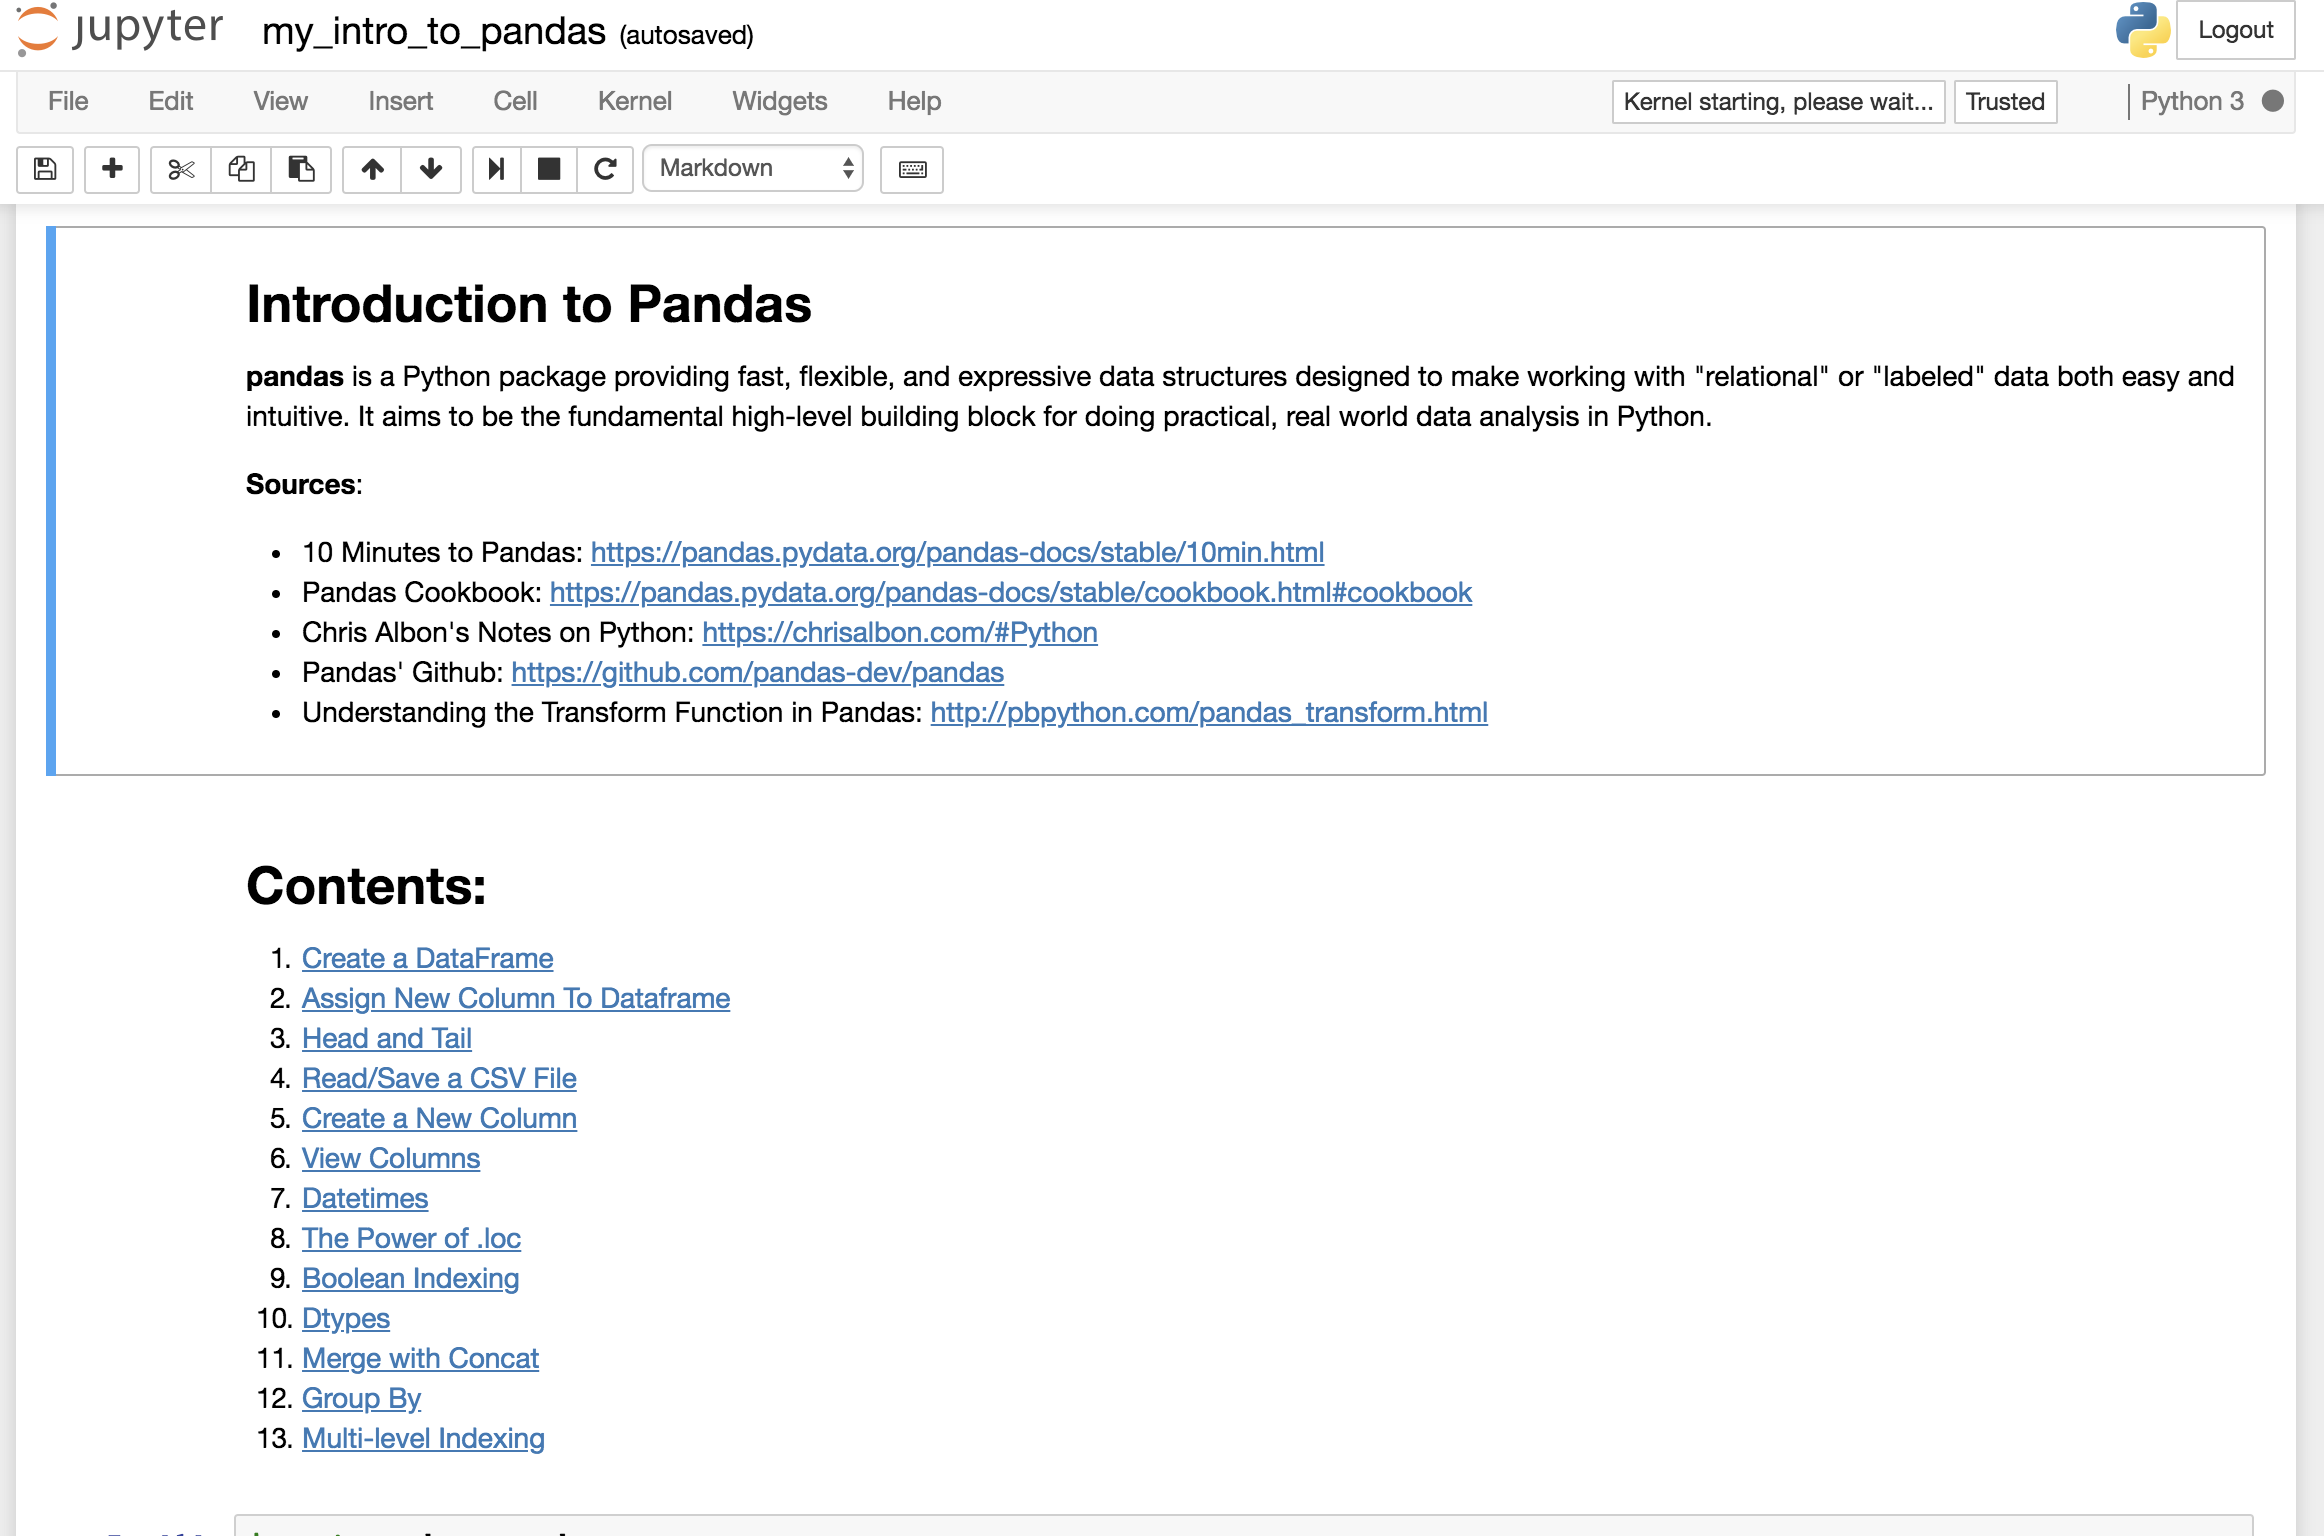 jupyter my_intro_to_pandas (autosaved) Logout
File Edit View Insert Cell Kernel Widgets Help Kernel starting, please wait... Trusted Python 3
Markdown
Introduction to Pandas
pandas is a Python package providing fast, flexible, and expressive data structures designed to make working with "relational" or "labeled" data both easy and
intuitive. It aims to be the fundamental high-level building block for doing practical, real world data analysis in Python.
Sources:
• 10 Minutes to Pandas: https://pandas.pydata.org/pandas-docs/stable/10min.html
• Pandas Cookbook: https://pandas.pydata.org/pandas-docs/stable/cookbook.html#cookbook
• Chris Albon's Notes on Python: https://chrisalbon.com/#Python
• Pandas' Github: https://github.com/pandas-dev/pandas
• Understanding the Transform Function in Pandas: http://pbpython.com/pandas_transform.html
Contents:
1. Create a DataFrame
2. Assign New Column To Dataframe
3. Head and Tail
4. Read/Save a CSV File
5. Create a New Column
6. View Columns
7. Datetimes
8. The Power of .loc
9. Boolean Indexing
10. Dtypes
11. Merge with Concat
12. Group By
13. Multi-level Indexing